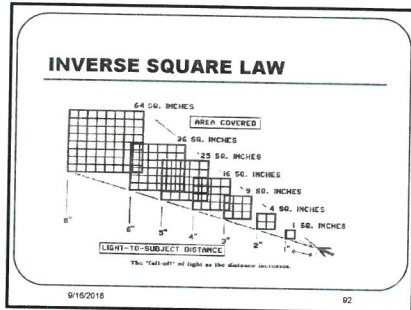 INVERSE SQUARE LAW
64 SQ. INCHES
AREA COVERED
36 SQ. INCHES
25 SQ. INCHES
16 SQ. INCHES
9 SQ. INCHES
4 SQ. INCHES
1 SQ. INCHES
8"
6"
5"
4"
3"
2"
1"
LIGHT-TO-SUBJECT DISTANCE
The "fall-off" of light as the distance increases.
9/16/2016
92